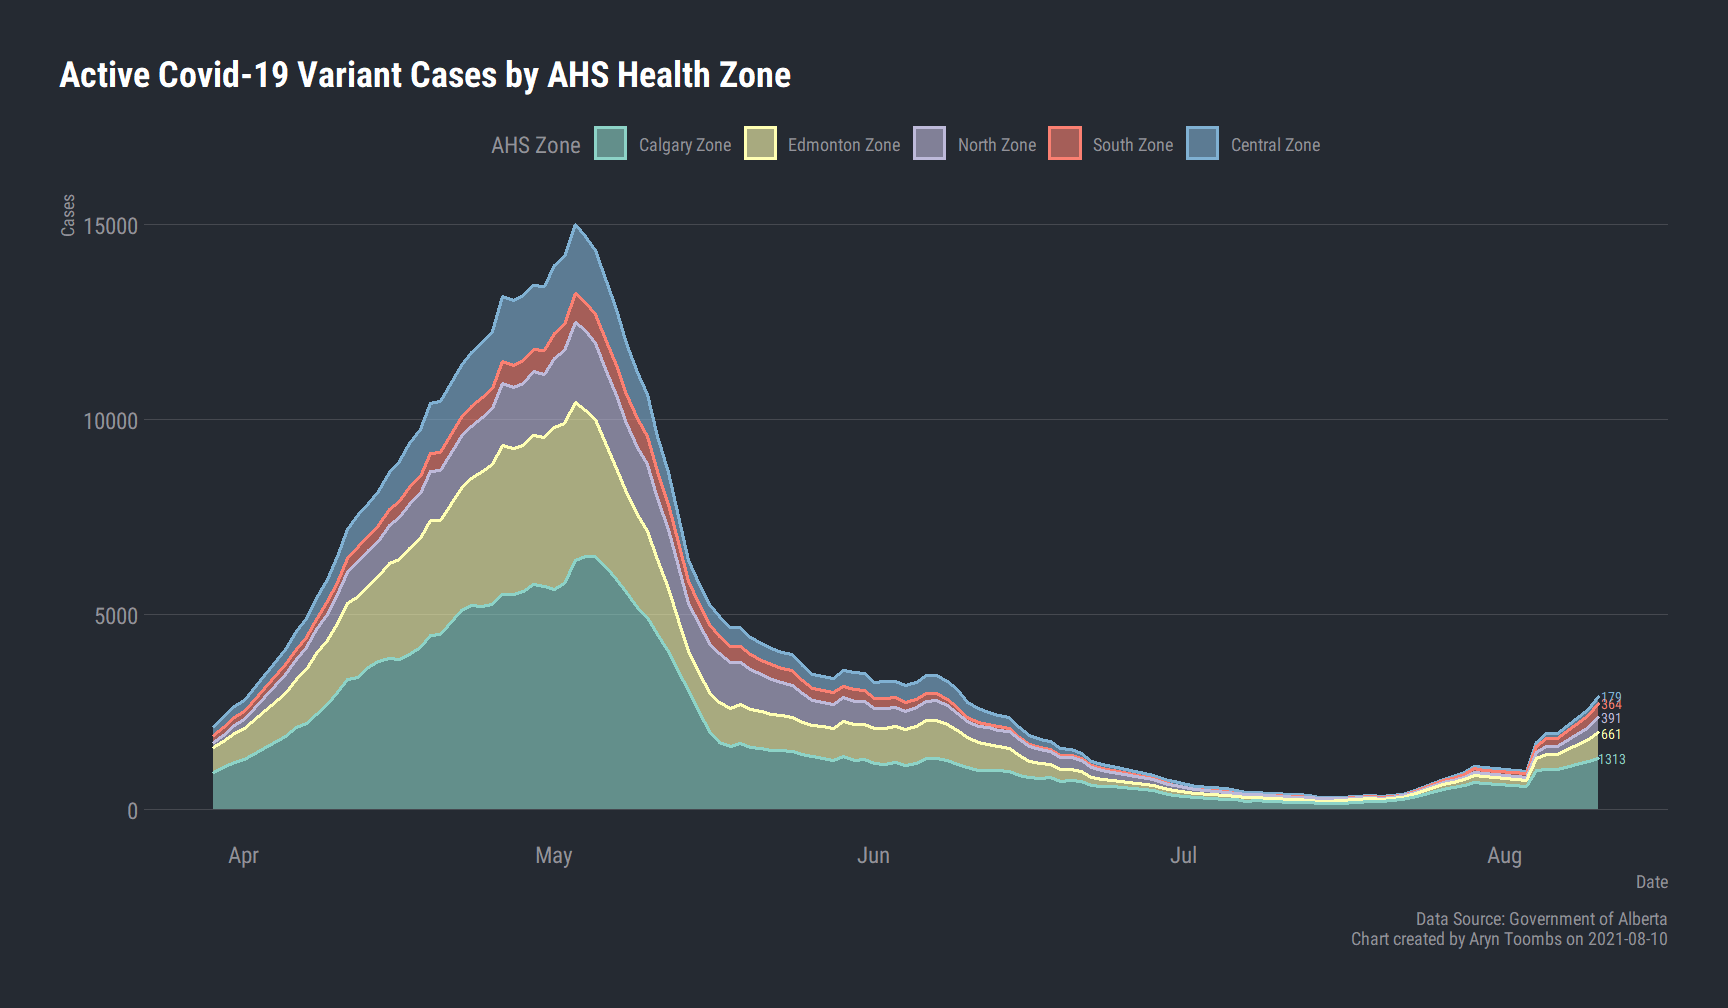 Active Covid-19 Variant Cases by AHS Health Zone
AHS Zone Calgary Zone Edmonton Zone North Zone South Zone Central Zone
Cases
15000
10000
5000
0
179
364
391
661
1313
Apr May Jun Jul Aug
Date
Data Source: Government of Alberta
Chart created by Aryn Toombs on 2021-08-10